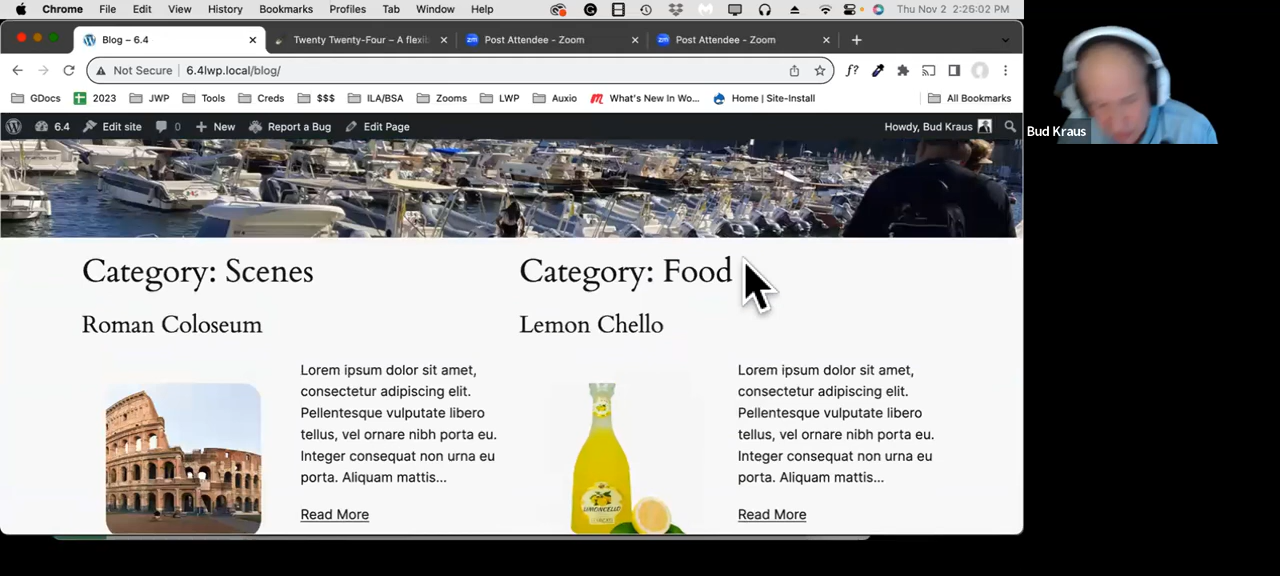 Chrome File Edit View History Bookmarks Profiles Tab Window Help Thu Nov 2 2:26:02 PM
Blog – 6.4 Twenty Twenty-Four – A flexib Post Attendee - Zoom Post Attendee - Zoom
Not Secure 6.4lwp.local/blog/ f?
GDocs 2023 JWP Tools Creds $$$ ILA/BSA Zooms LWP Auxio What's New In Wo... Home | Site-Install All Bookmarks
6.4 Edit site 0 New Report a Bug Edit Page Howdy, Bud Kraus
Bud Kraus
Category: Scenes
Roman Coloseum
Lorem ipsum dolor sit amet,
consectetur adipiscing elit.
Pellentesque vulputate libero
tellus, vel ornare nibh porta eu.
Integer consequat non urna eu
porta. Aliquam mattis…
Read More
Category: Food
Lemon Chello
LIMONCELLO
Lorem ipsum dolor sit amet,
consectetur adipiscing elit.
Pellentesque vulputate libero
tellus, vel ornare nibh porta eu.
Integer consequat non urna eu
porta. Aliquam mattis…
Read More